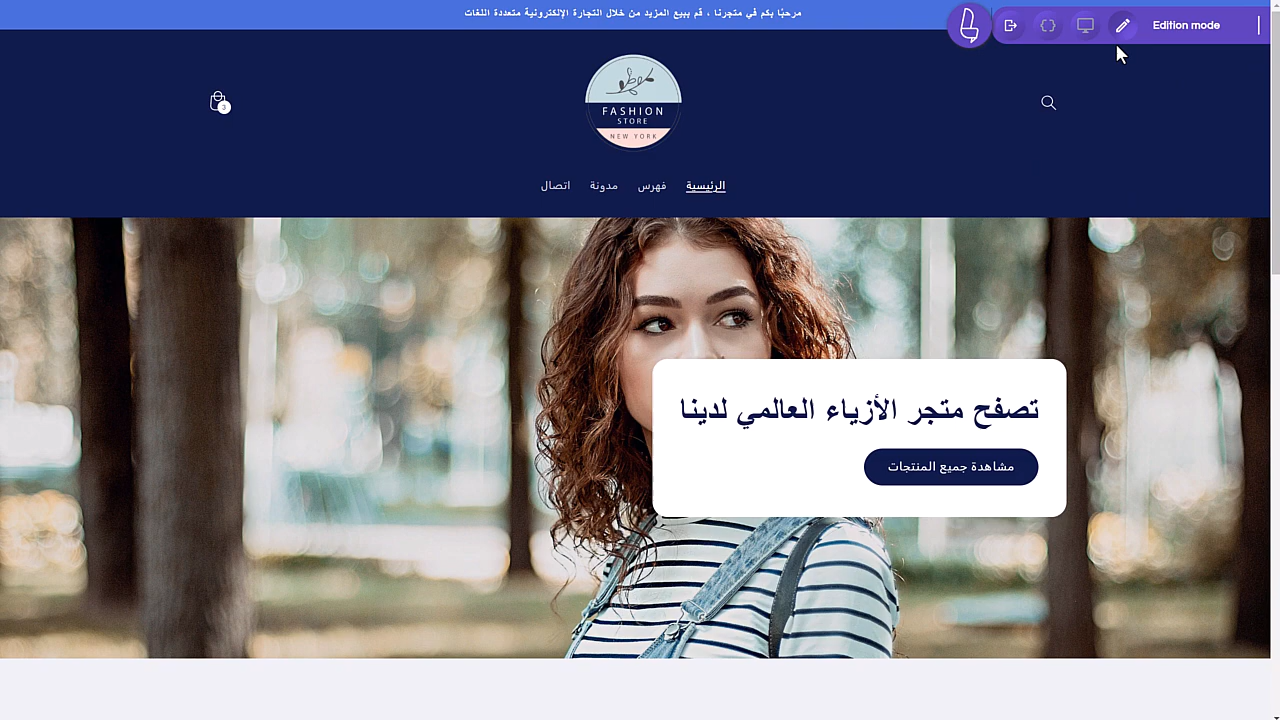 مرحبًا بكم في متجرنا ، قم ببيع المزيد من خلال التجارة الإلكترونية متعددة اللغات
Edition mode
3
FASHION
STORE
NEW YORK
الرئيسية فهرس مدونة اتصال
تصفح متجر الأزياء العالمي لدينا
مشاهدة جميع المنتجات